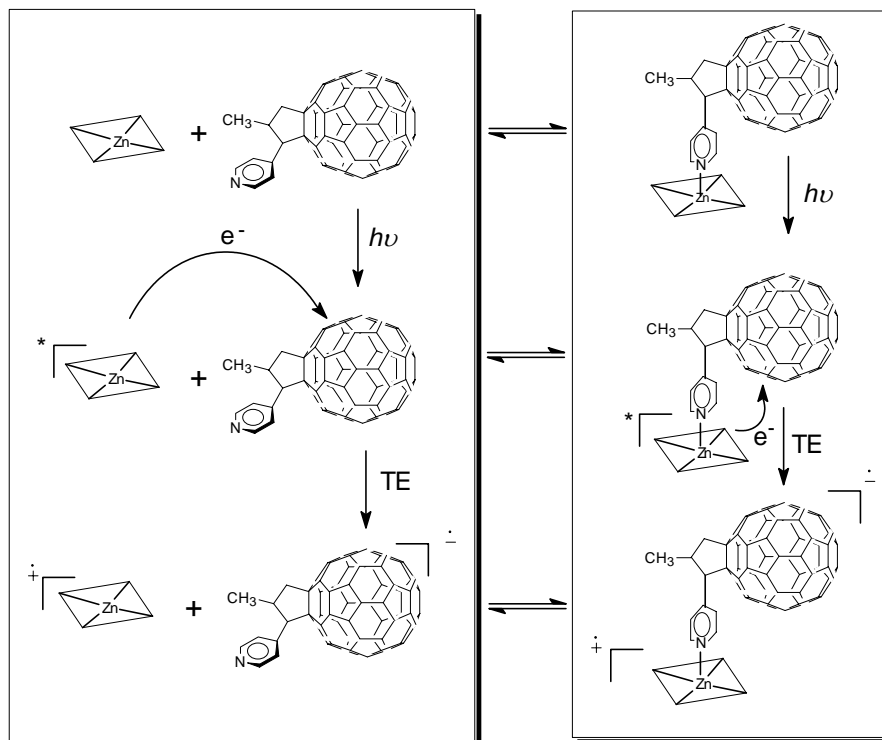 CH₃
N
Zn
+
CH₃
N
Zn
hυ
hυ
e⁻
*
Zn
+
CH₃
N
CH₃
N
*
Zn
e⁻
TE
TE
∸
∔
Zn
+
CH₃
N
∸
CH₃
N
∔
Zn